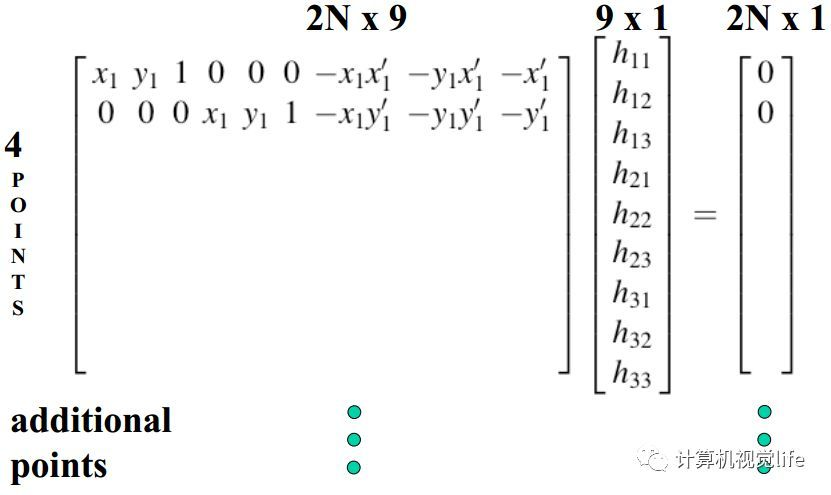 2N x 9 9 x 1 2N x 1
x₁ y₁ 1 0 0 0 −x₁x′₁ −y₁x′₁ −x′₁
0 0 0 x₁ y₁ 1 −x₁y′₁ −y₁y′₁ −y′₁
h₁₁
h₁₂
h₁₃
h₂₁
h₂₂
h₂₃
h₃₁
h₃₂
h₃₃
=
0
0
4
P
O
I
N
T
S
additional
points
计算机视觉life